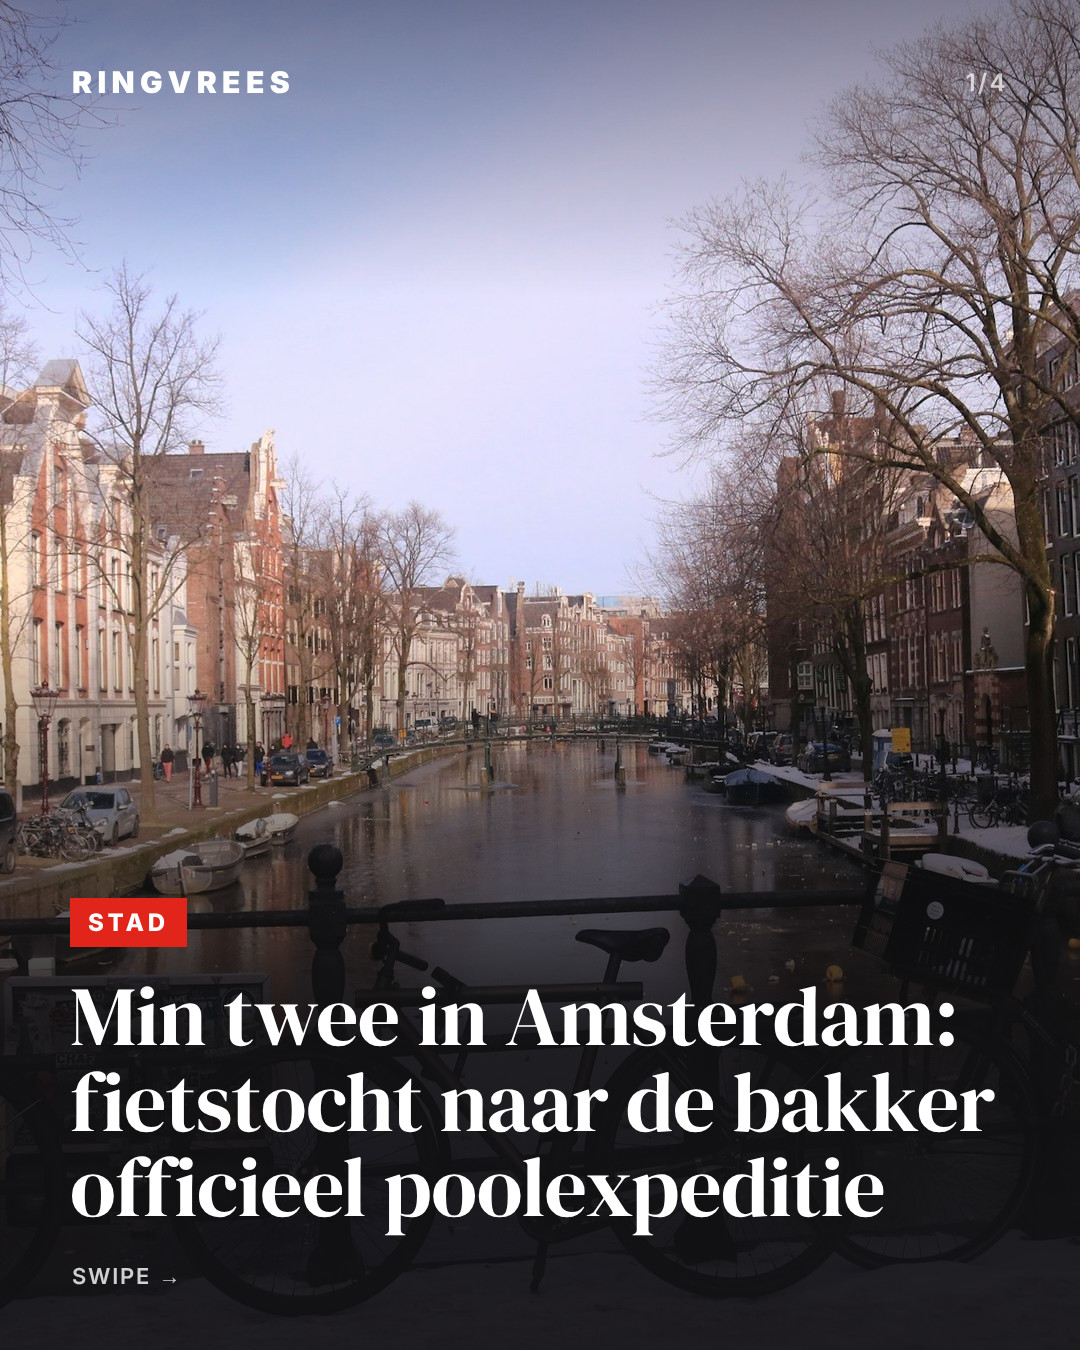 RINGVREES
1/4
STAD
Min twee in Amsterdam:
fietstocht naar de bakker
officieel poolexpeditie
SWIPE →